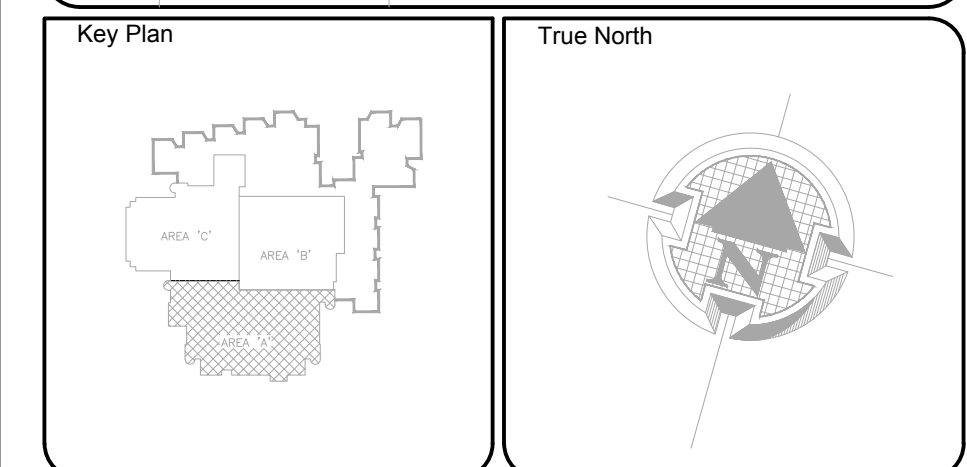 Key Plan
True North
AREA 'C'
AREA 'B'
AREA 'A'
N